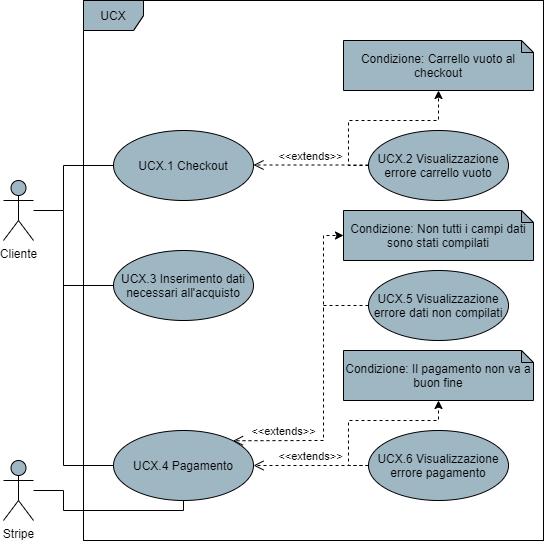 UCX
Condizione: Carrello vuoto al
checkout
<<extends>>
UCX.1 Checkout
UCX.2 Visualizzazione
errore carrello vuoto
Cliente
Condizione: Non tutti i campi dati
sono stati compilati
UCX.3 Inserimento dati
necessari all'acquisto
UCX.5 Visualizzazione
errore dati non compilati
Condizione: Il pagamento non va a
buon fine
<<extends>>
<<extends>>
UCX.4 Pagamento
UCX.6 Visualizzazione
errore pagamento
Stripe